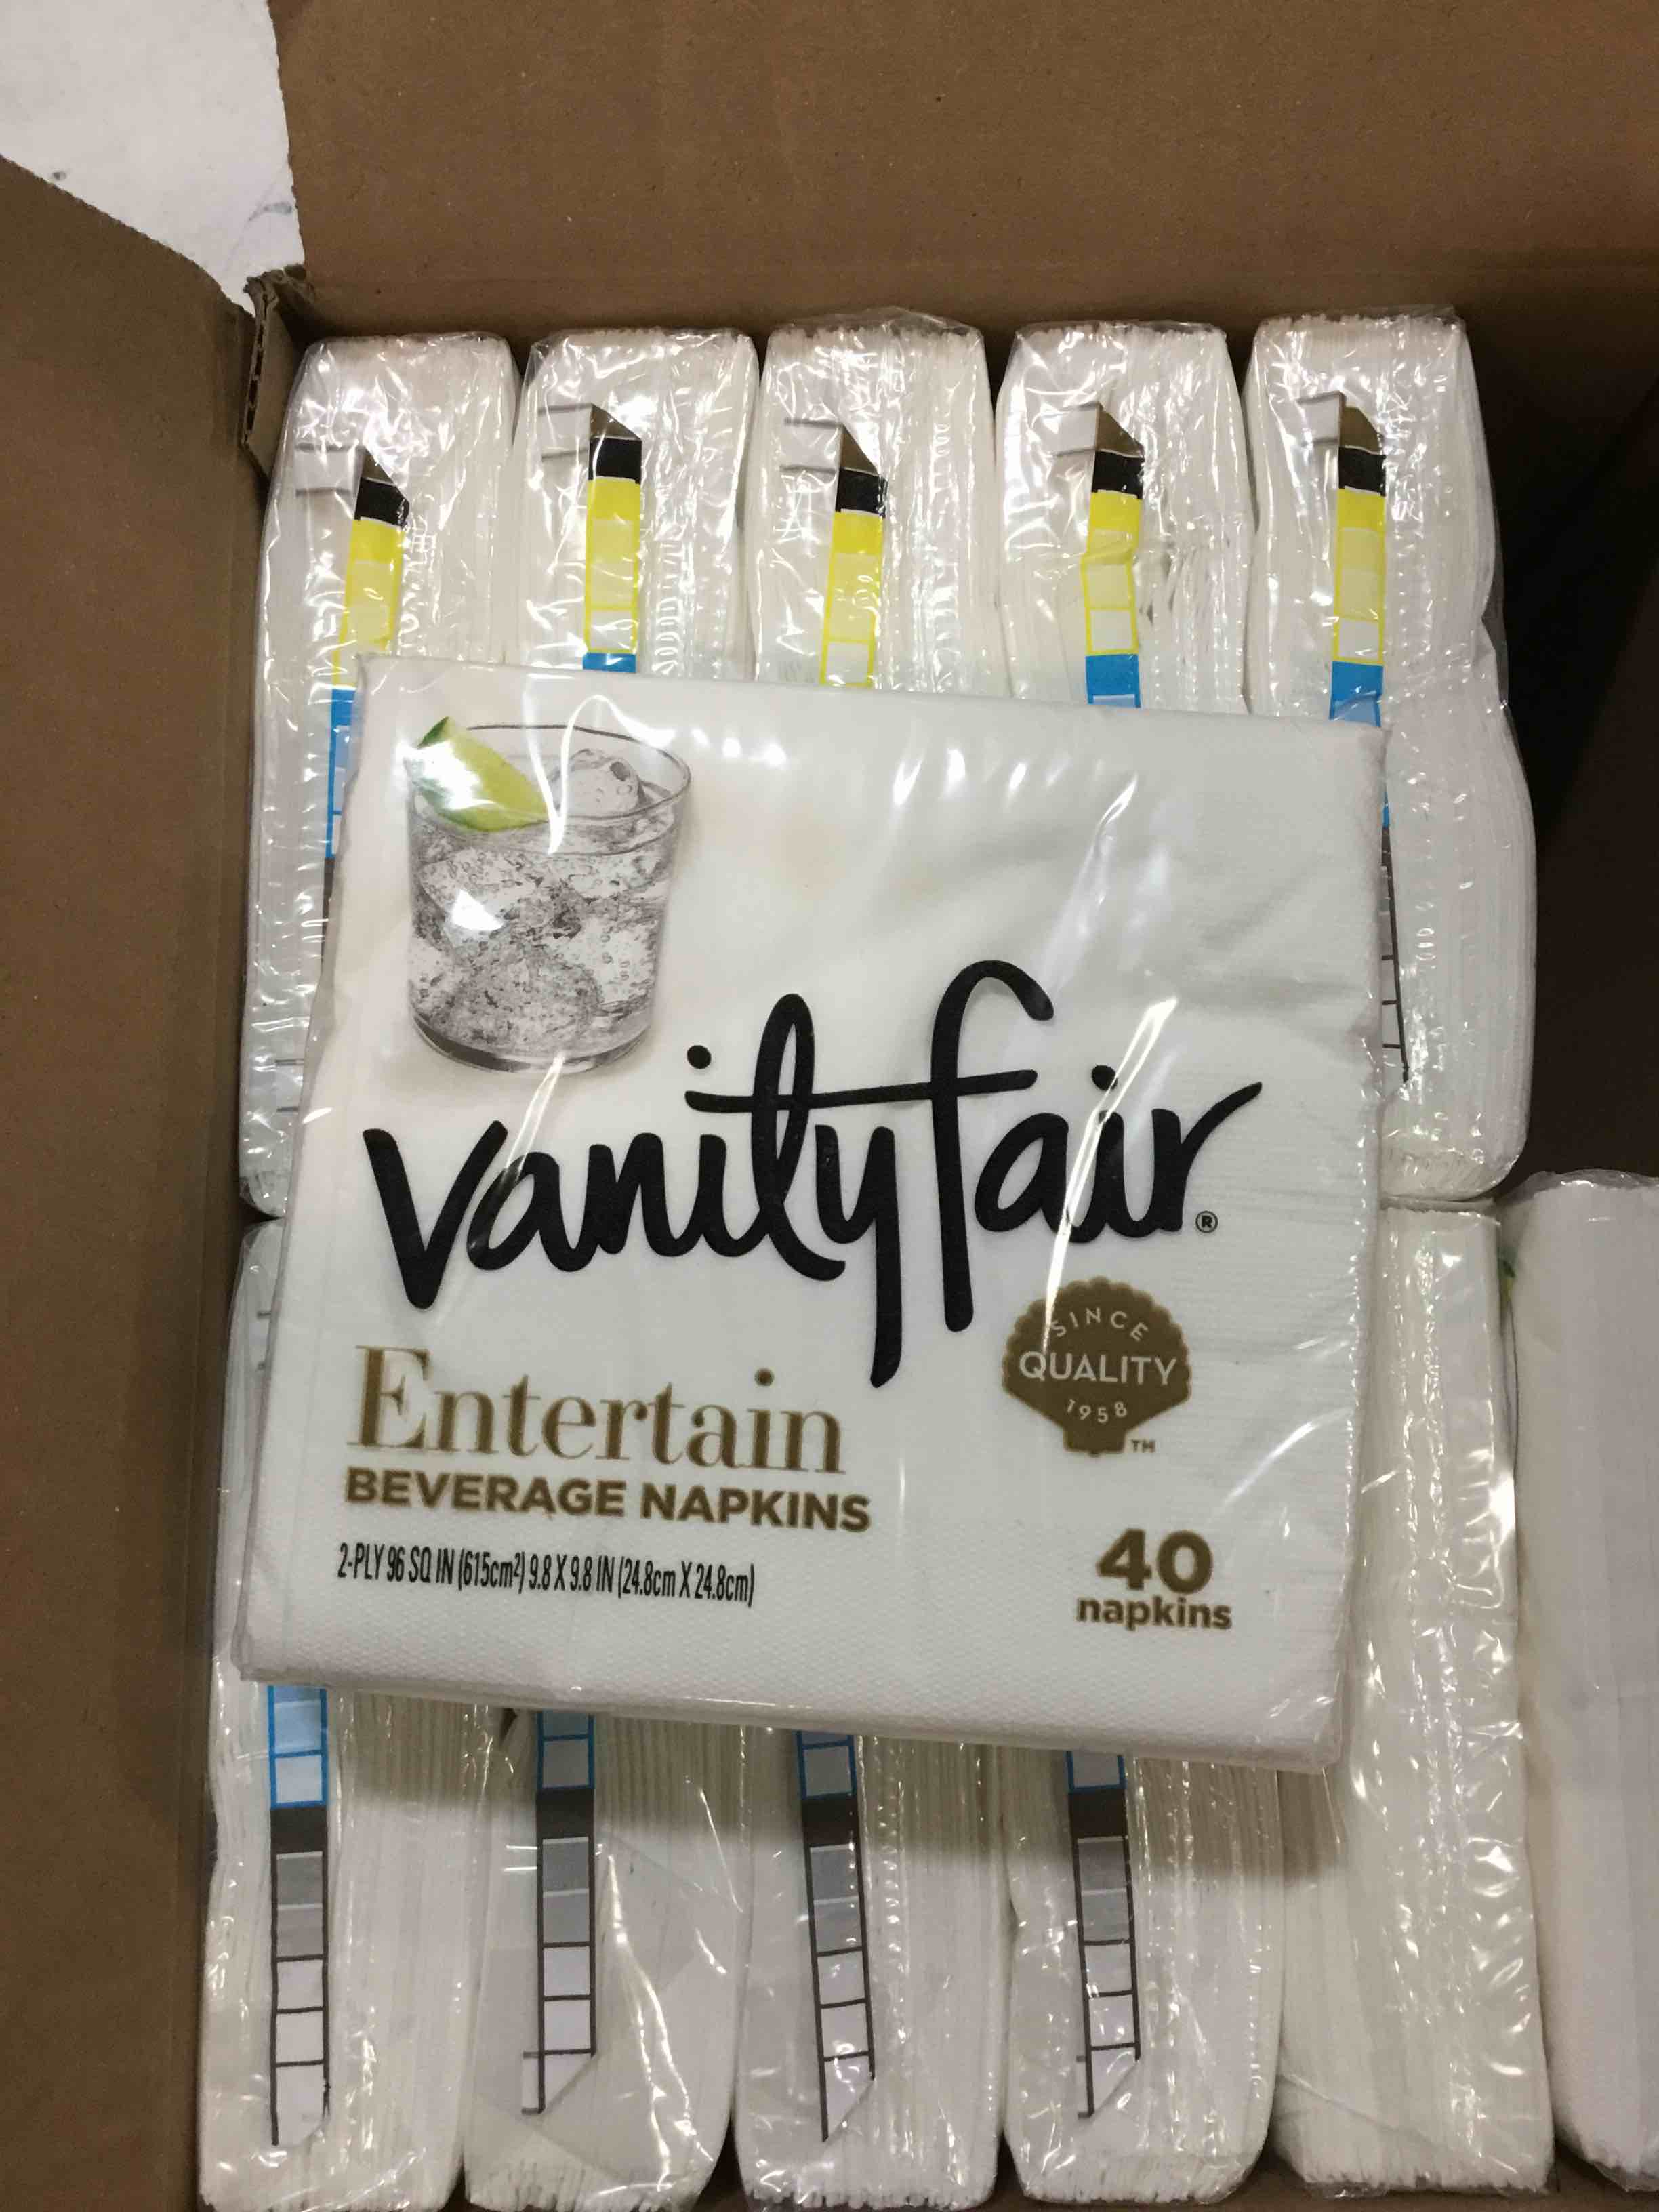 vanity fair®
SINCE
QUALITY
1958
TM
Entertain
BEVERAGE NAPKINS
2-PLY 96 SQ IN (615cm²) 9.8 X 9.8 IN (24.8cm X 24.8cm)
40
napkins